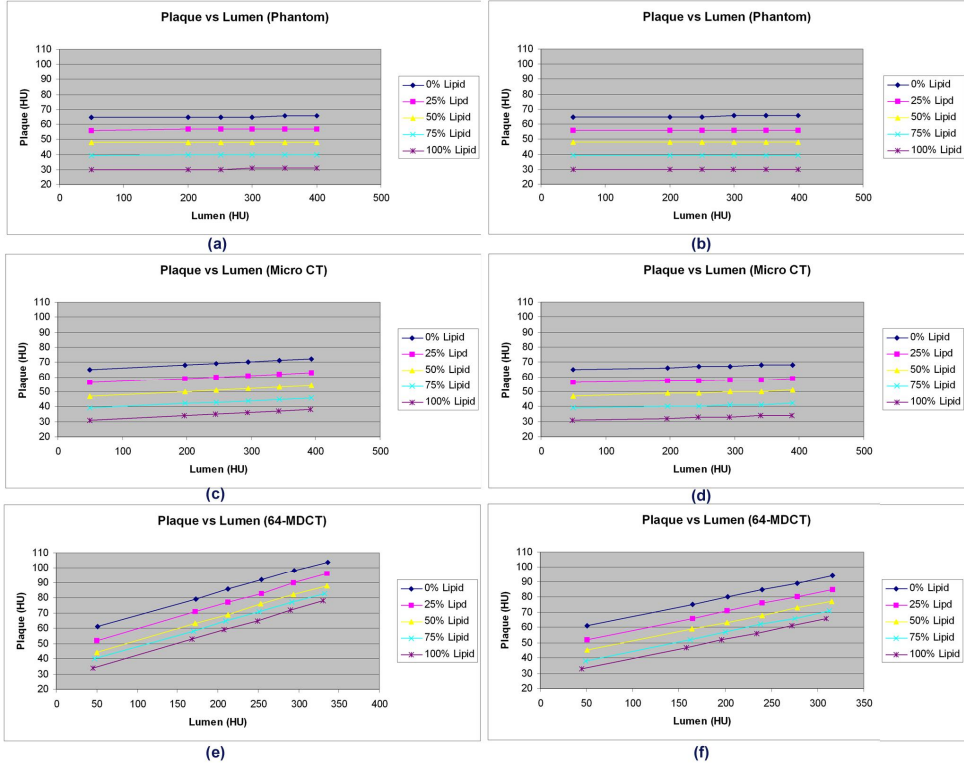 Plaque vs Lumen (Phantom)
Plaque (HU)
110
100
90
80
70
60
50
40
30
20
0 100 200 300 400 500
Lumen (HU)
0% Lipid
25% Lipd
50% Lipid
75% Lipid
100% Lipid
(a)
Plaque vs Lumen (Phantom)
Plaque (HU)
110
100
90
80
70
60
50
40
30
20
0 100 200 300 400 500
Lumen (HU)
0% Lipid
25% Lipd
50% Lipid
75% Lipid
100% Lipid
(b)
Plaque vs Lumen (Micro CT)
Plaque (HU)
110
100
90
80
70
60
50
40
30
20
0 100 200 300 400 500
Lumen (HU)
0% Lipid
25% Lipd
50% Lipid
75% Lipid
100% Lipid
(c)
Plaque vs Lumen (Micro CT)
Plaque (HU)
110
100
90
80
70
60
50
40
30
20
0 100 200 300 400 500
Lumen (HU)
0% Lipid
25% Lipd
50% Lipid
75% Lipid
100% Lipid
(d)
Plaque vs Lumen (64-MDCT)
Plaque (HU)
110
100
90
80
70
60
50
40
30
20
0 50 100 150 200 250 300 350 400
Lumen (HU)
0% Lipid
25% Lipd
50% Lipid
75% Lipid
100% Lipid
(e)
Plaque vs Lumen (64-MDCT)
Plaque (HU)
110
100
90
80
70
60
50
40
30
20
0 50 100 150 200 250 300 350
Lumen (HU)
0% Lipid
25% Lipd
50% Lipid
75% Lipid
100% Lipid
(f)